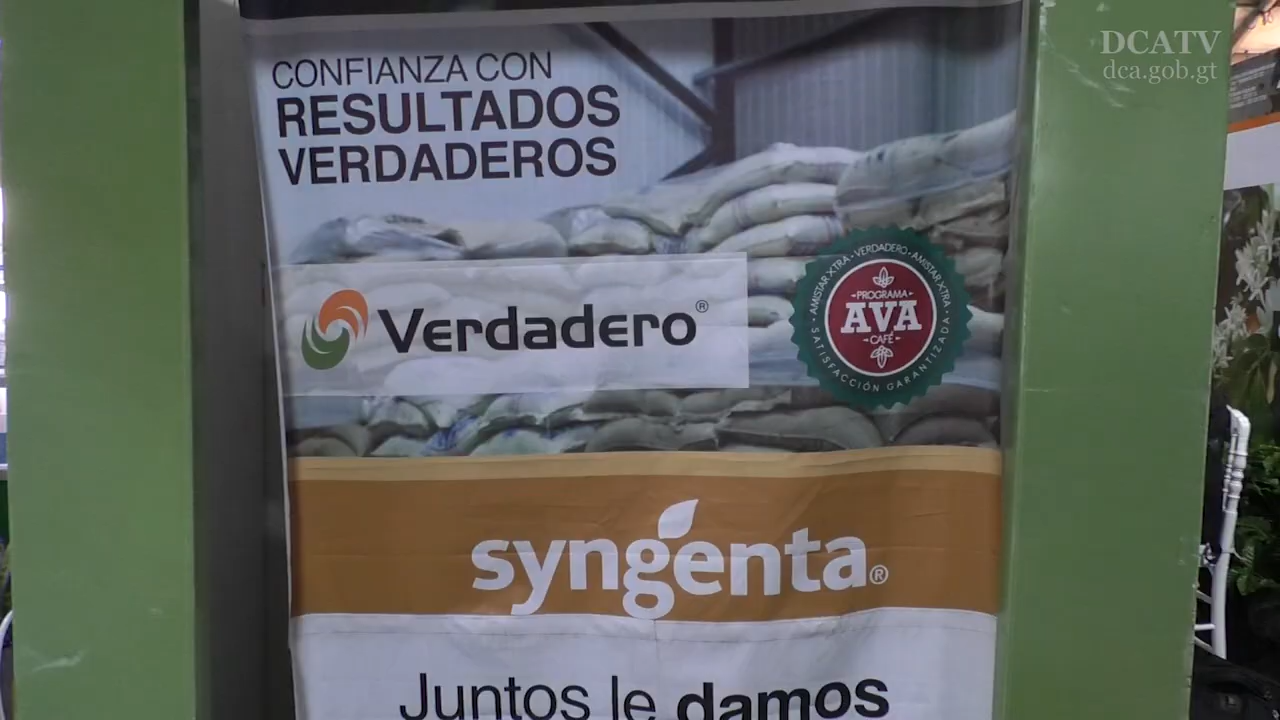 DCATV
dca.gob.gt
CONFIANZA CON
RESULTADOS
VERDADEROS
Verdadero®
AMISTAR XTRA · VERDADERO · AMISTAR XTRA
PROGRAMA
AVA
CAFÉ
SATISFACCIÓN GARANTIZADA
syngenta®
Juntos le damos